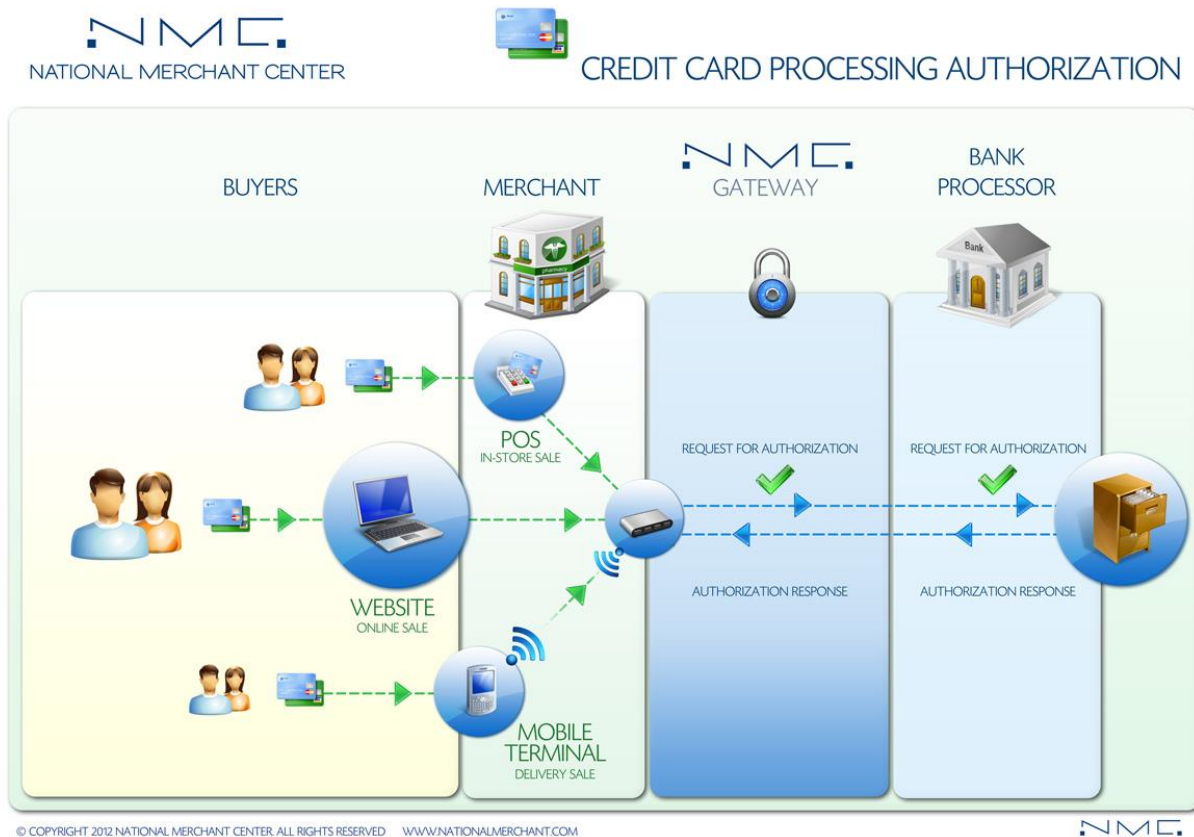 NMC
NATIONAL MERCHANT CENTER
CREDIT CARD PROCESSING AUTHORIZATION
BUYERS
MERCHANT
NMC
GATEWAY
BANK
PROCESSOR
pharmacy
Bank
POS
IN-STORE SALE
REQUEST FOR AUTHORIZATION
REQUEST FOR AUTHORIZATION
WEBSITE
ONLINE SALE
AUTHORIZATION RESPONSE
AUTHORIZATION RESPONSE
MOBILE
TERMINAL
DELIVERY SALE
© COPYRIGHT 2012 NATIONAL MERCHANT CENTER. ALL RIGHTS RESERVED WWW.NATIONALMERCHANT.COM
NMC